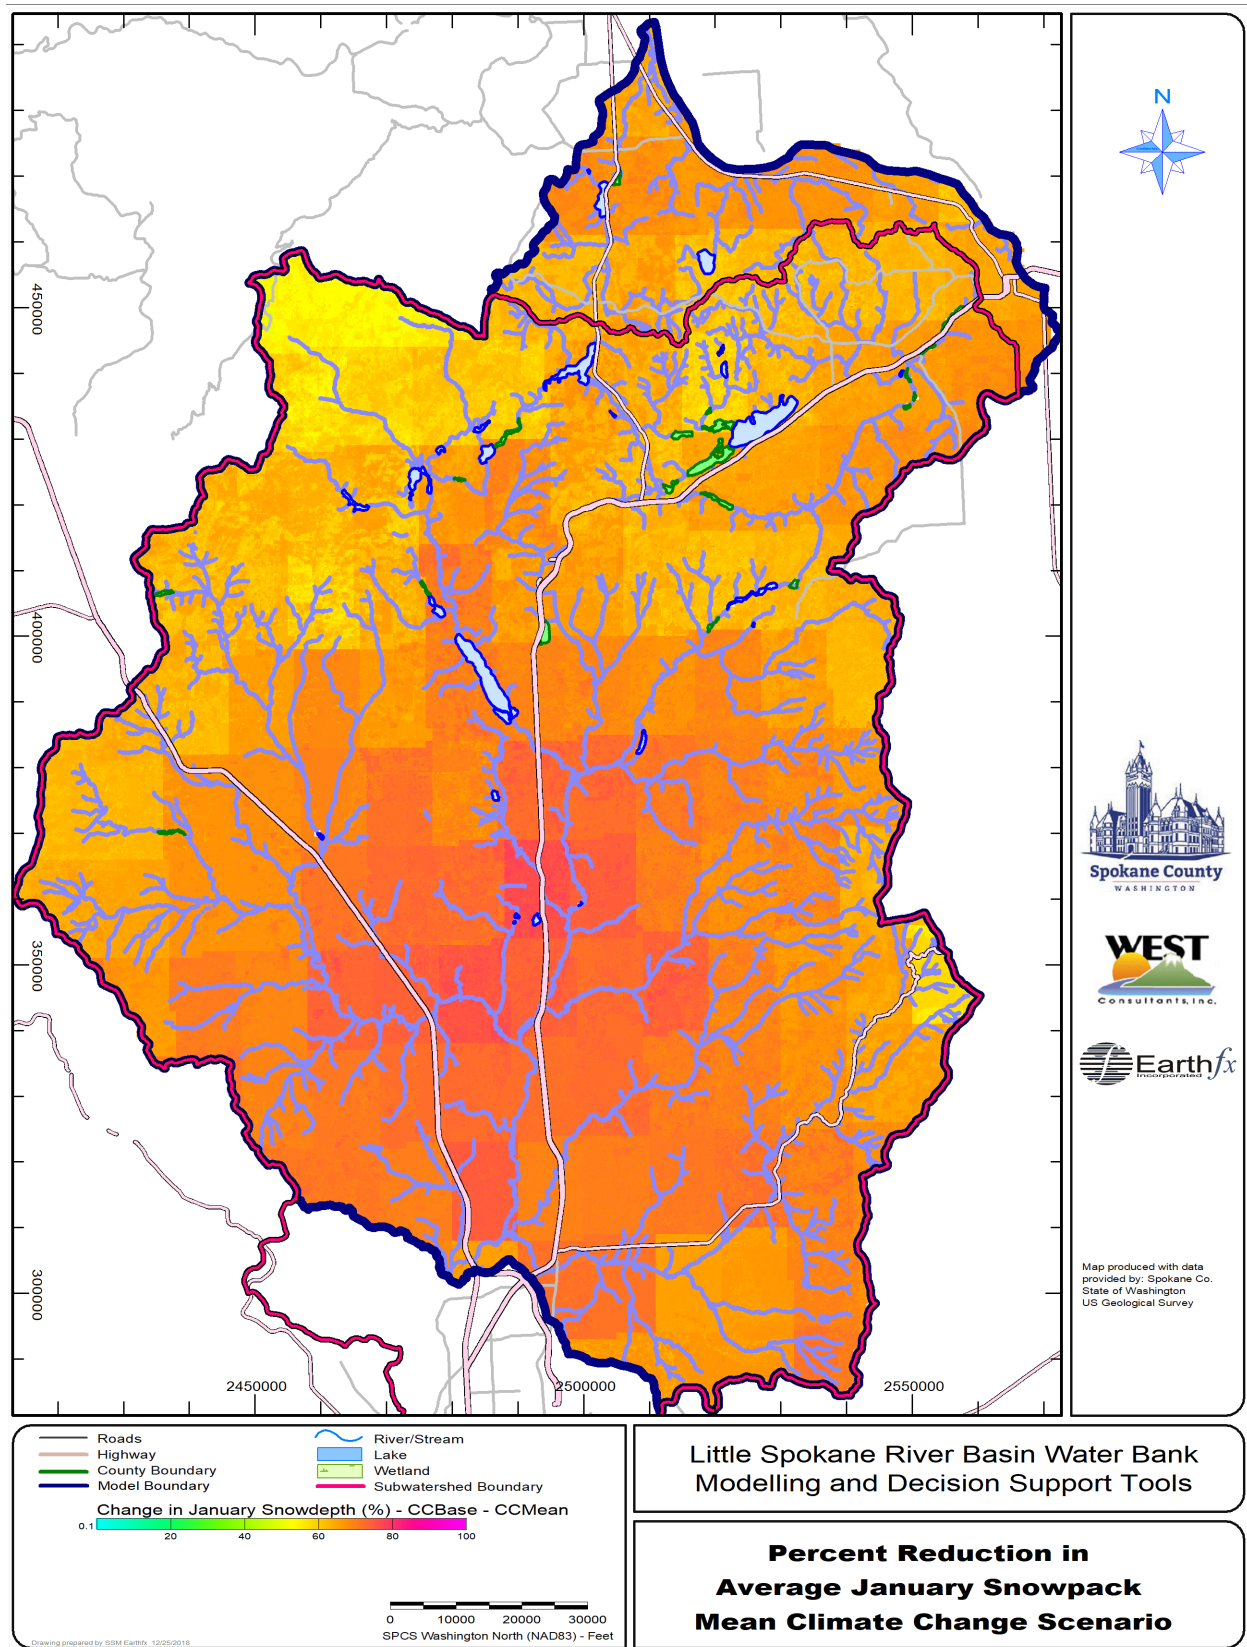 N
450000
400000
350000
300000
2450000
2500000
2550000
Spokane County
WASHINGTON
WEST
Consultants, Inc.
Earthfx
Incorporated
Map produced with data
provided by: Spokane Co.
State of Washington
US Geological Survey
Roads
Highway
County Boundary
Model Boundary
River/Stream
Lake
Wetland
Subwatershed Boundary
Change in January Snowdepth (%) - CCBase - CCMean
0.1 20 40 60 80 100
0 10000 20000 30000
SPCS Washington North (NAD83) - Feet
Drawing prepared by SSM Earthfx 12/25/2018
Little Spokane River Basin Water Bank
Modelling and Decision Support Tools
Percent Reduction in
Average January Snowpack
Mean Climate Change Scenario